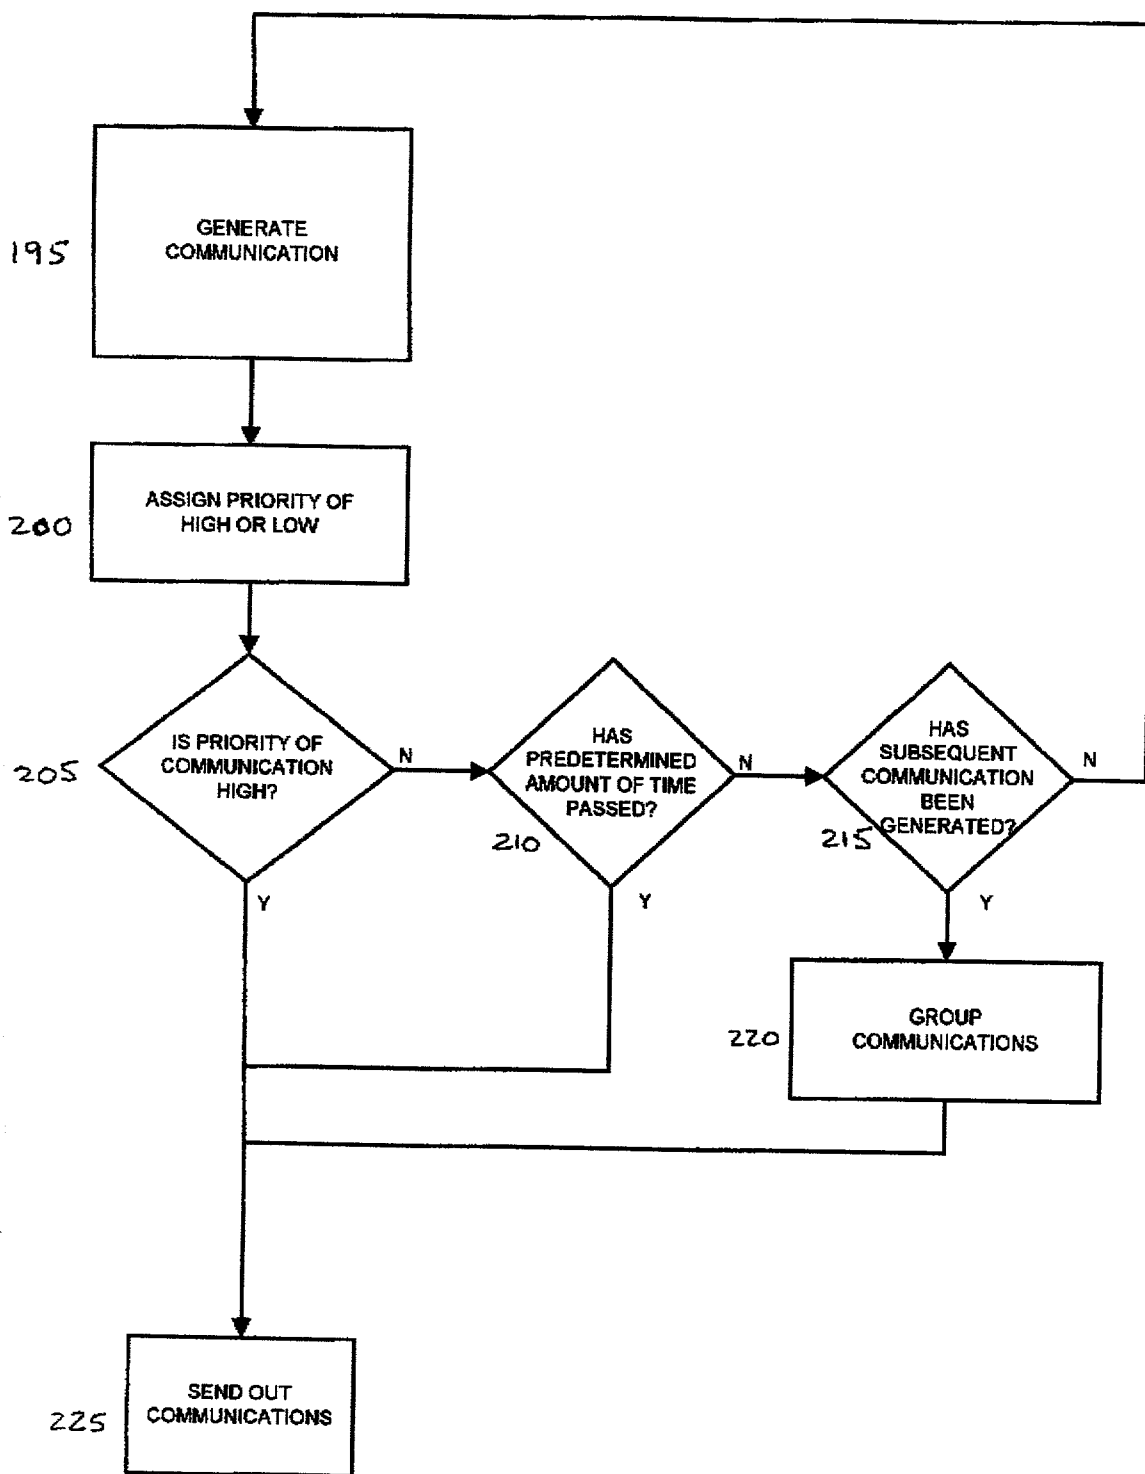 GENERATE
COMMUNICATION
195
ASSIGN PRIORITY OF
HIGH OR LOW
200
IS PRIORITY OF
COMMUNICATION
HIGH?
205
N
Y
HAS
PREDETERMINED
AMOUNT OF TIME
PASSED?
210
N
Y
HAS
SUBSEQUENT
COMMUNICATION
BEEN
GENERATED?
215
N
Y
GROUP
COMMUNICATIONS
220
SEND OUT
COMMUNICATIONS
225